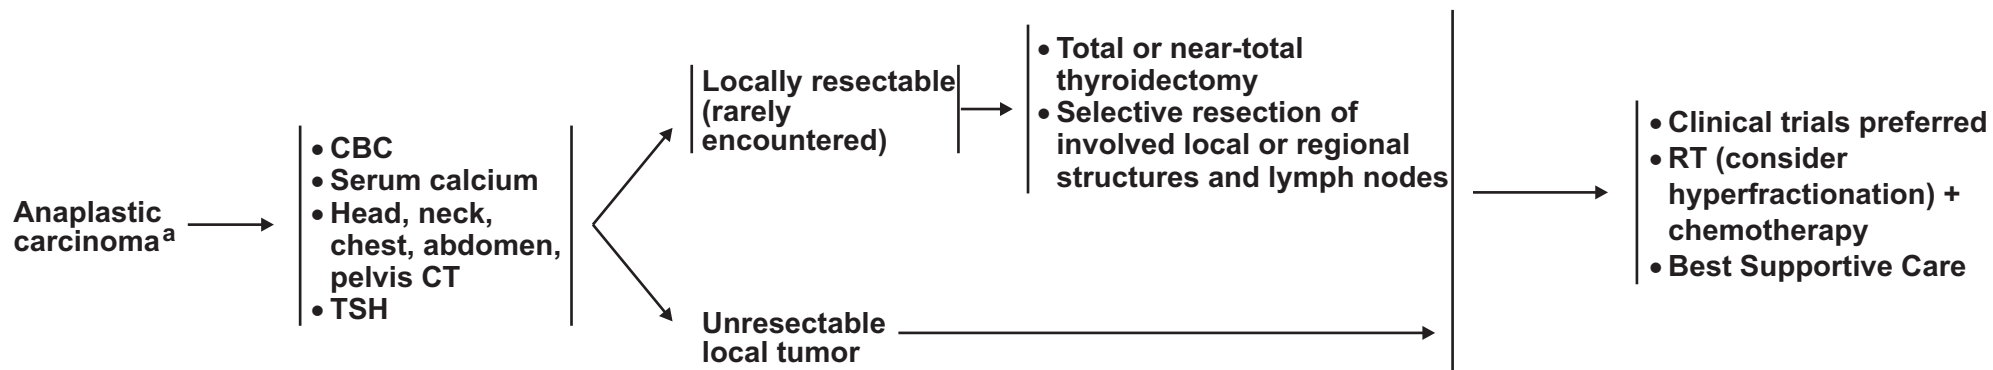 Anaplastic
carcinomaᵃ
• CBC
• Serum calcium
• Head, neck,
chest, abdomen,
pelvis CT
• TSH
Locally resectable
(rarely
encountered)
Unresectable
local tumor
• Total or near-total
thyroidectomy
• Selective resection of
involved local or regional
structures and lymph nodes
• Clinical trials preferred
• RT (consider
hyperfractionation) +
chemotherapy
• Best Supportive Care